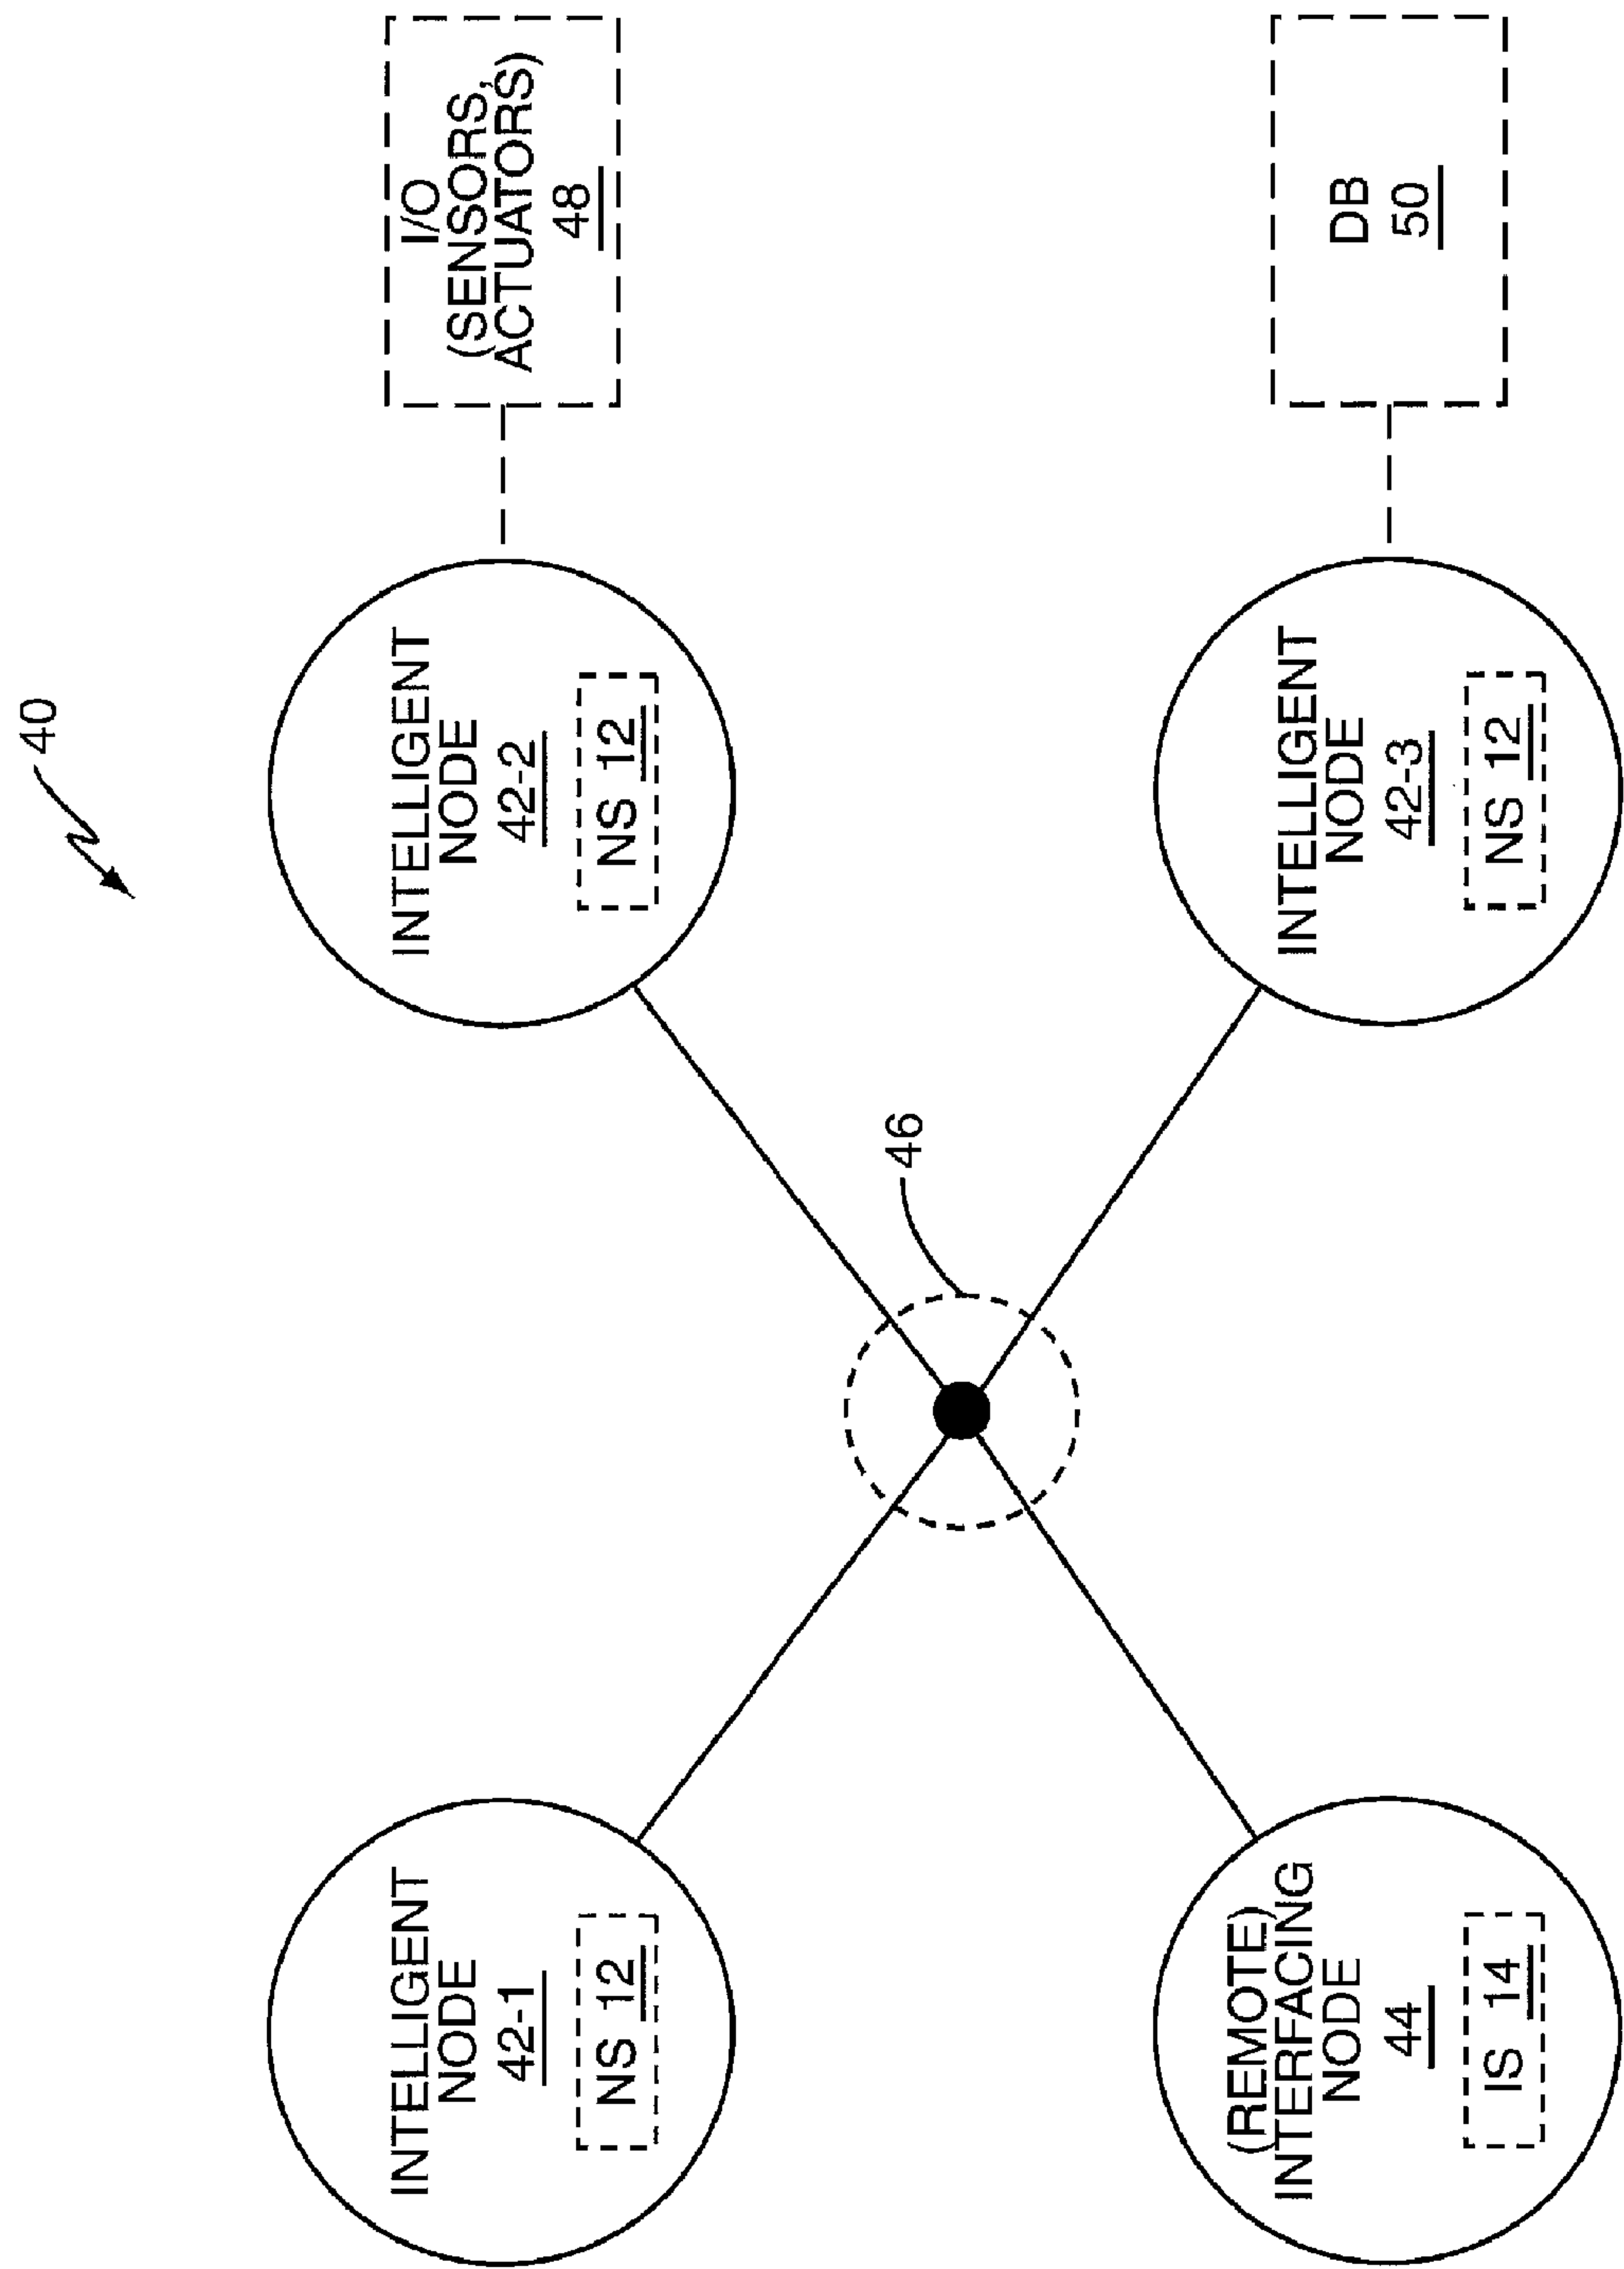 40
INTELLIGENT
NODE
42-1
NS 12
INTELLIGENT
NODE
42-2
NS 12
I/O
(SENSORS,
ACTUATORS)
48
46
(REMOTE)
INTERFACING
NODE
44
IS 14
INTELLIGENT
NODE
42-3
NS 12
DB
50